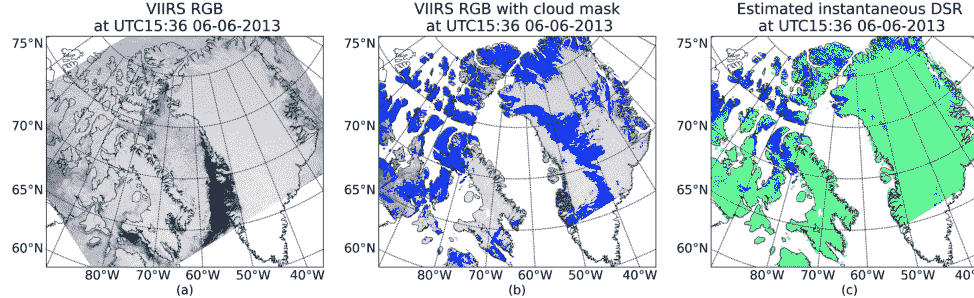 VIIRS RGB
at UTC15:36 06-06-2013
VIIRS RGB with cloud mask
at UTC15:36 06-06-2013
Estimated instantaneous DSR
at UTC15:36 06-06-2013
75°N
70°N
65°N
60°N
80°W 70°W 60°W 50°W 40°W
(a)
75°N
70°N
65°N
60°N
80°W 70°W 60°W 50°W 40°W
(b)
75°N
70°N
65°N
60°N
80°W 70°W 60°W 50°W 40°
(c)